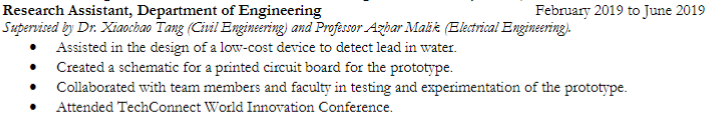 Research Assistant, Department of Engineering February 2019 to June 2019
Supervised by Dr. Xiaochao Tang (Civil Engineering) and Professor Azhar Malik (Electrical Engineering).
• Assisted in the design of a low-cost device to detect lead in water.
• Created a schematic for a printed circuit board for the prototype.
• Collaborated with team members and faculty in testing and experimentation of the prototype.
• Attended TechConnect World Innovation Conference.